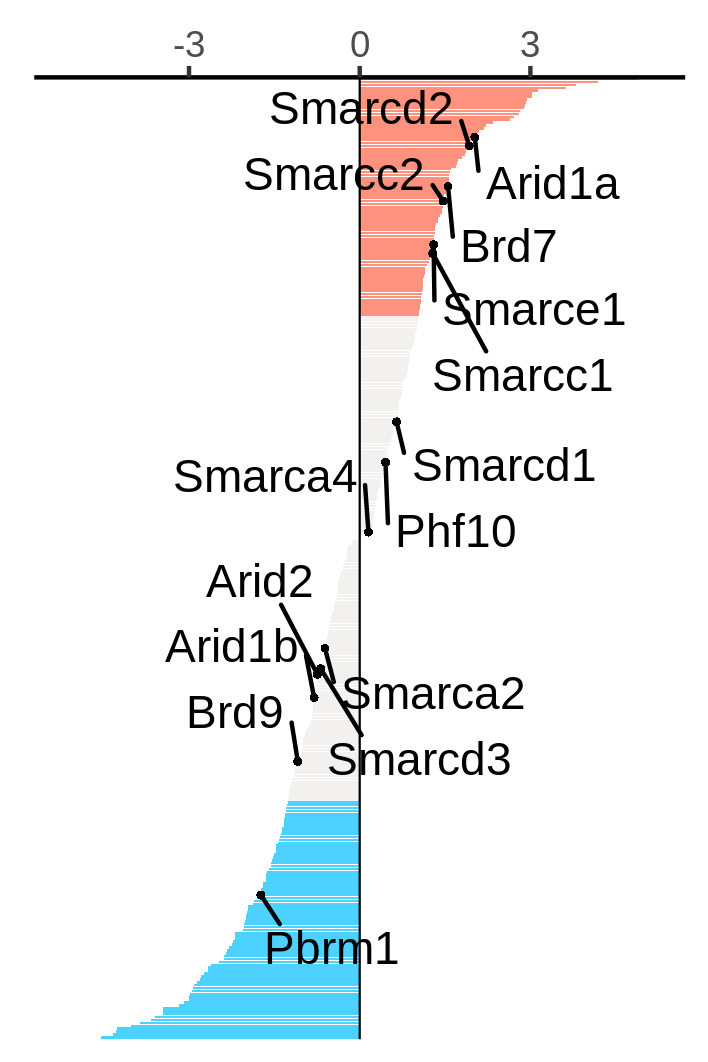 -3 0 3
Smarcd2
Smarcc2
Arid1a
Brd7
Smarce1
Smarcc1
Smarcd1
Smarca4
Phf10
Arid2
Arid1b
Smarca2
Brd9
Smarcd3
Pbrm1